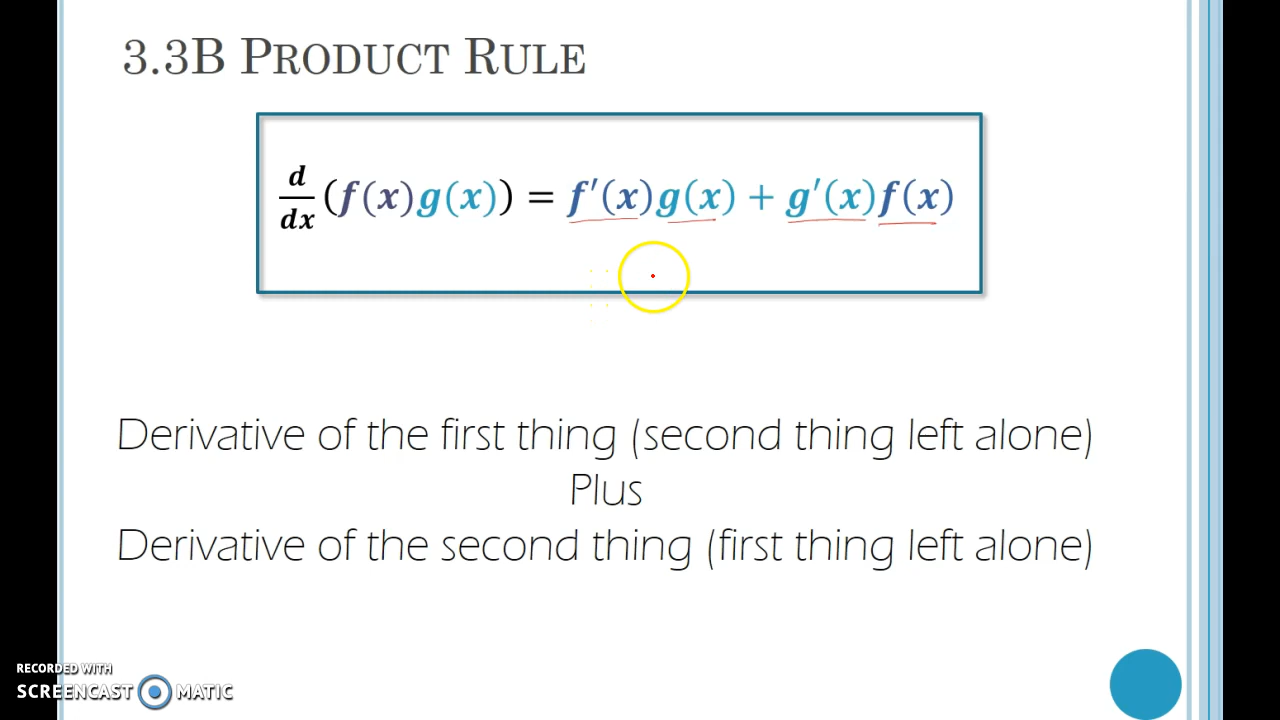 3.3B PRODUCT RULE
d/dx (f(x)g(x)) = f'(x)g(x) + g'(x)f(x)
Derivative of the first thing (second thing left alone)
Plus
Derivative of the second thing (first thing left alone)
RECORDED WITH
SCREENCAST MATIC